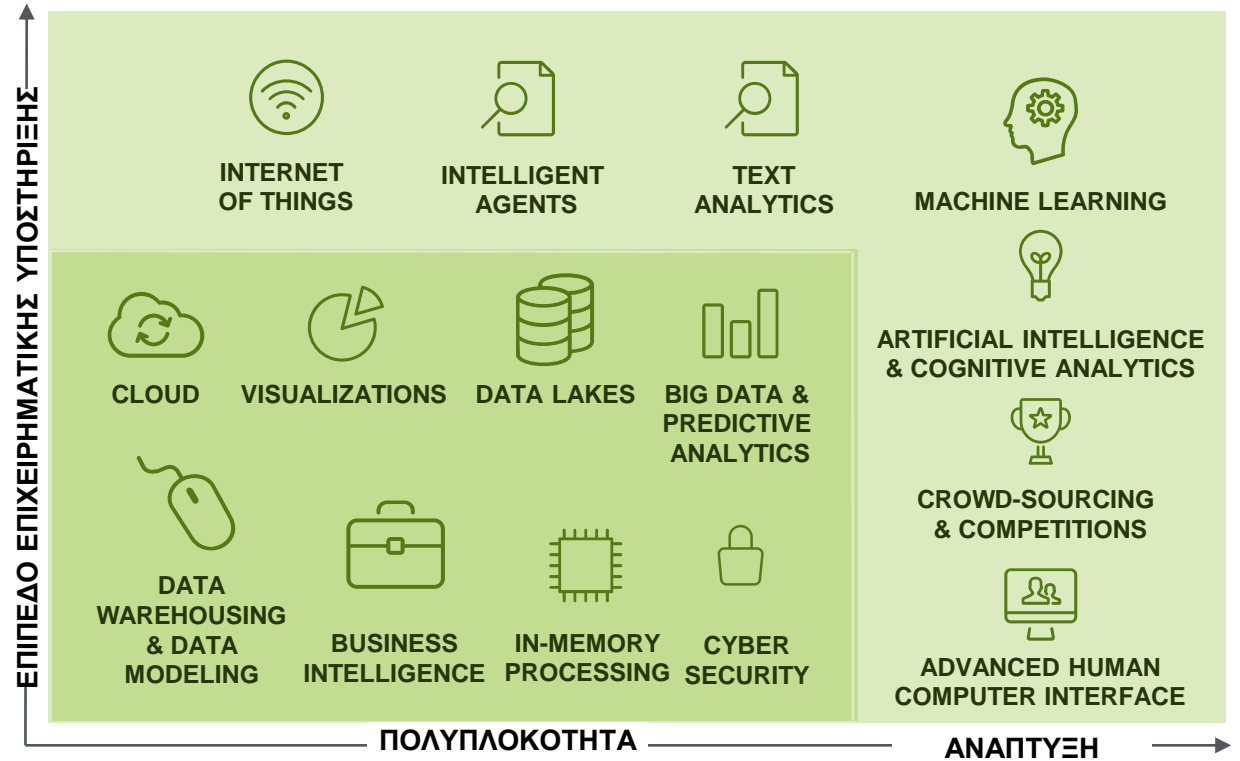 ΕΠΙΠΕΔΟ ΕΠΙΧΕΙΡΗΜΑΤΙΚΗΣ ΥΠΟΣΤΗΡΙΞΗΣ
INTERNET
OF THINGS
INTELLIGENT
AGENTS
TEXT
ANALYTICS
MACHINE LEARNING
CLOUD
VISUALIZATIONS
DATA LAKES
BIG DATA &
PREDICTIVE
ANALYTICS
ARTIFICIAL INTELLIGENCE
& COGNITIVE ANALYTICS
CROWD-SOURCING
& COMPETITIONS
DATA
WAREHOUSING
& DATA
MODELING
BUSINESS
INTELLIGENCE
IN-MEMORY
PROCESSING
CYBER
SECURITY
ADVANCED HUMAN
COMPUTER INTERFACE
ΠΟΛΥΠΛΟΚΟΤΗΤΑ
ΑΝΑΠΤΥΞΗ